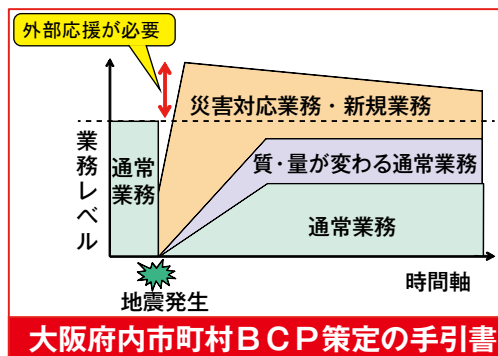 外部応援が必要
災害対応業務・新規業務
業務レベル
通常
業務
質・量が変わる通常業務
通常業務
時間軸
地震発生
大阪府内市町村BCP策定の手引書